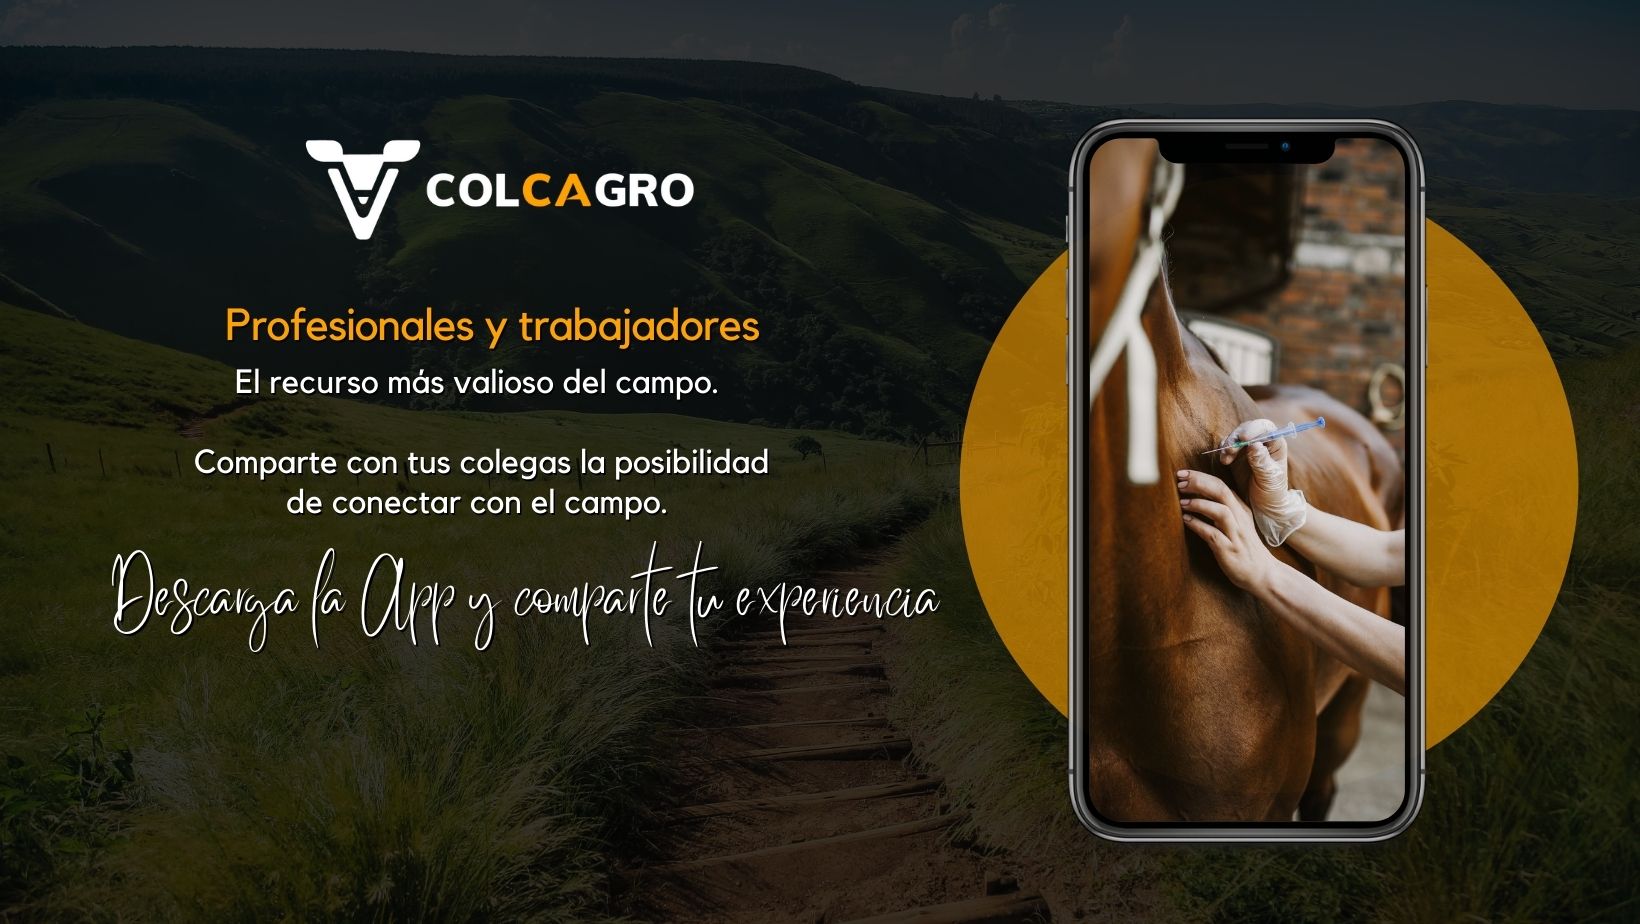 COLCAGRO
Profesionales y trabajadores
El recurso más valioso del campo.
Comparte con tus colegas la posibilidad
de conectar con el campo.
Descarga la App y comparte tu experiencia